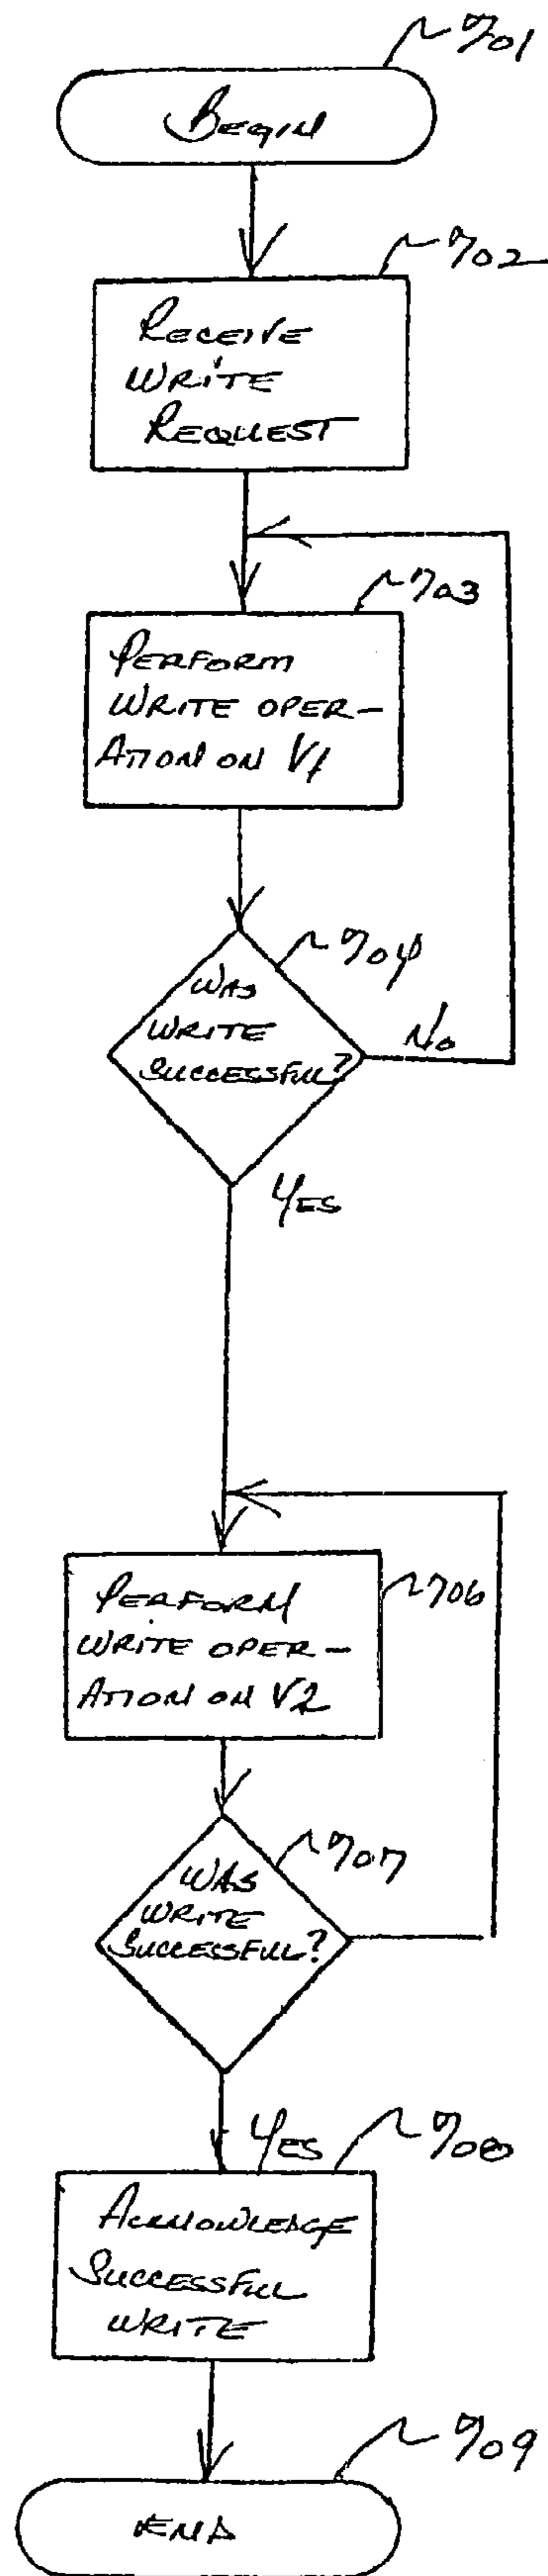 701
BEGIN
702
RECEIVE
WRITE
REQUEST
703
PERFORM
WRITE OPER-
ATION ON V1
704
WAS
WRITE
SUCCESSFUL?
NO
YES
706
PERFORM
WRITE OPER-
ATION ON V2
707
WAS
WRITE
SUCCESSFUL?
YES
708
ACKNOWLEDGE
SUCCESSFUL
WRITE
709
END